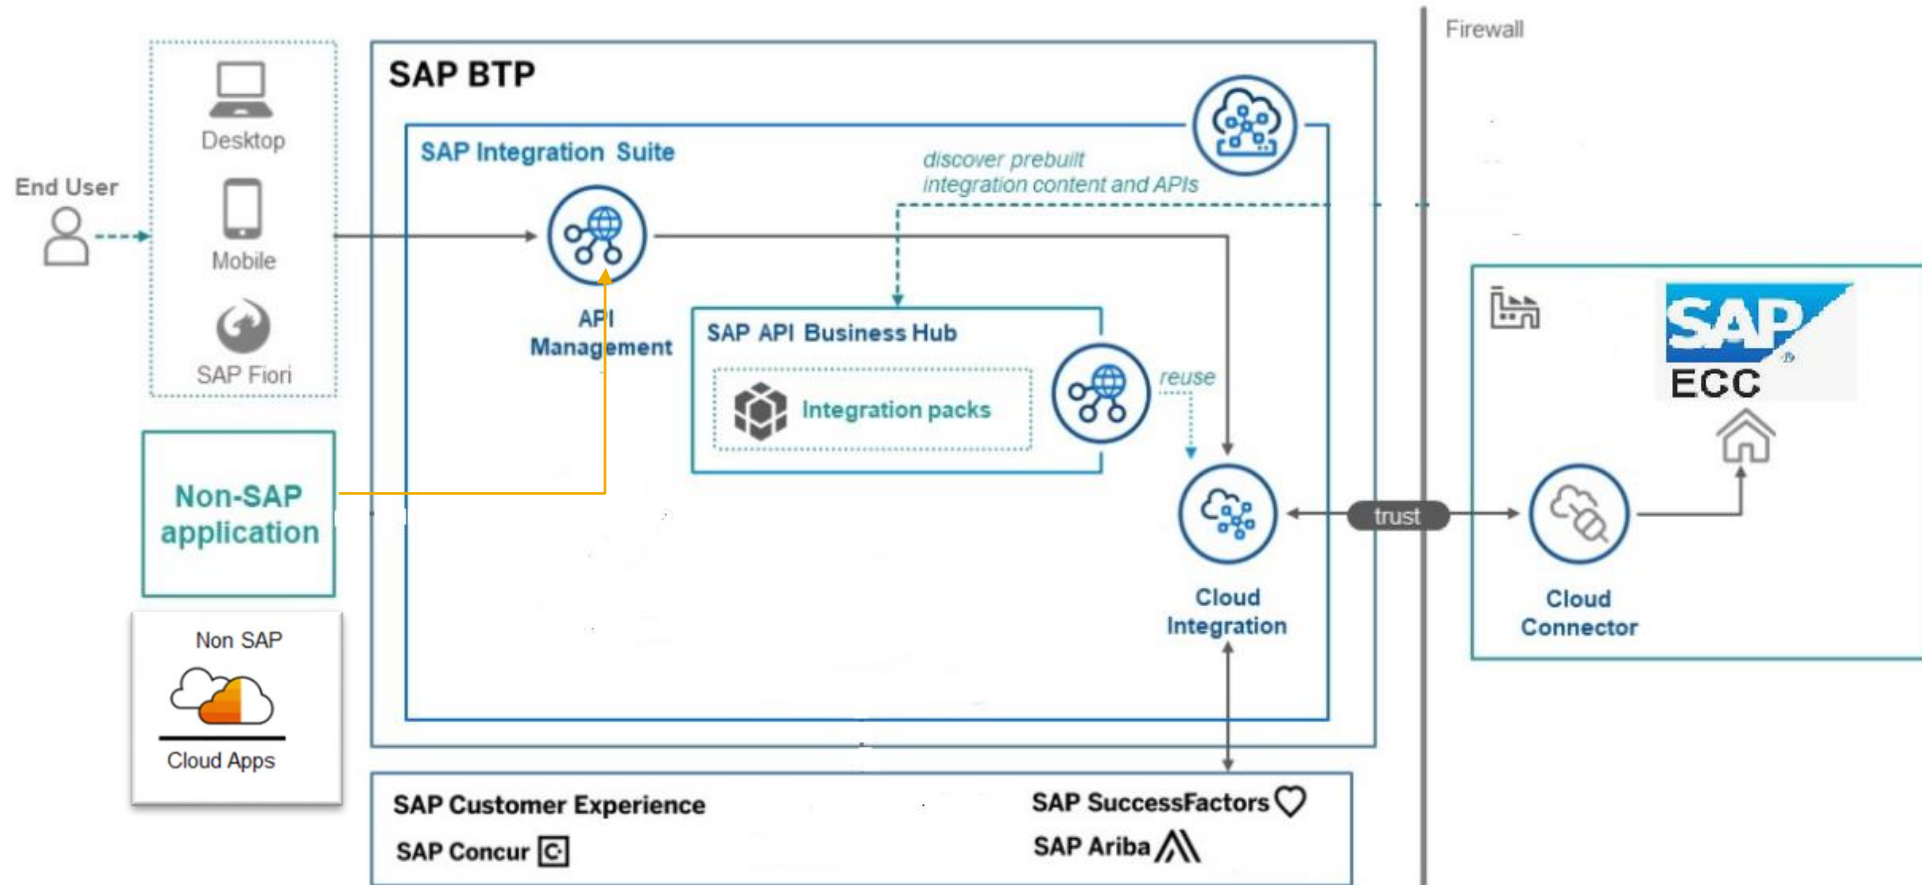 Firewall
SAP BTP
Desktop
SAP Integration Suite
discover prebuilt
integration content and APIs
End User
Mobile
API
Management
SAP API Business Hub
SAP
ECC
SAP Fiori
reuse
Integration packs
Non-SAP
application
trust
Cloud
Integration
Cloud
Connector
Non SAP
Cloud Apps
SAP Customer Experience
SAP SuccessFactors
SAP Concur C
SAP Ariba